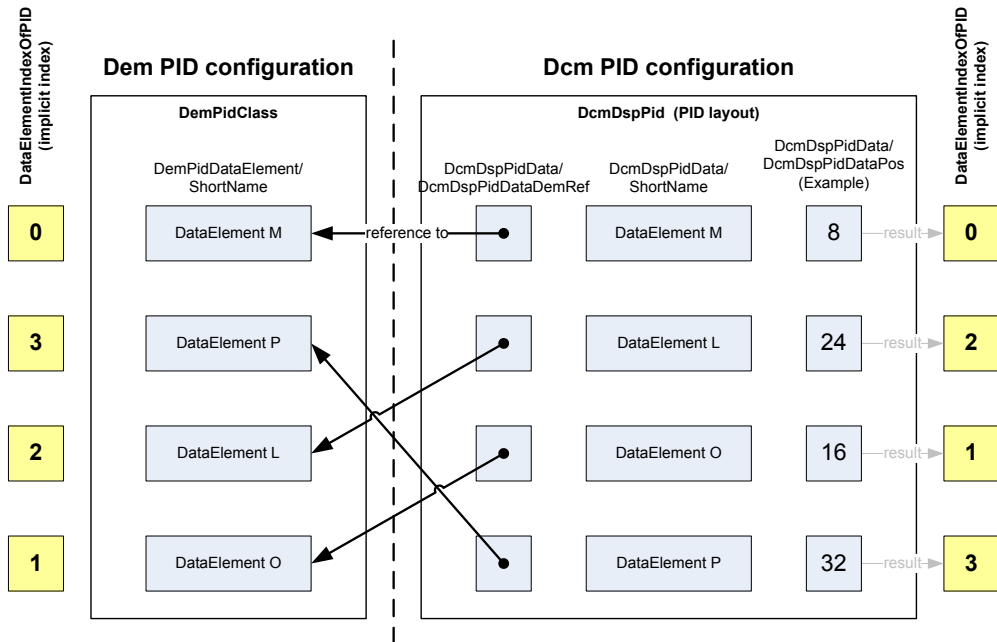 DataElementIndexOfPID
(implicit index)
Dem PID configuration
Dcm PID configuration
DataElementIndexOfPID
(implicit index)
DemPidClass
DcmDspPid (PID layout)
DemPidDataElement/
ShortName
DcmDspPidData/
DcmDspPidDataDemRef
DcmDspPidData/
ShortName
DcmDspPidData/
DcmDspPidDataPos
(Example)
0
DataElement M
reference to
DataElement M
8
result
0
3
DataElement P
DataElement L
24
result
2
2
DataElement L
DataElement O
16
result
1
1
DataElement O
DataElement P
32
result
3